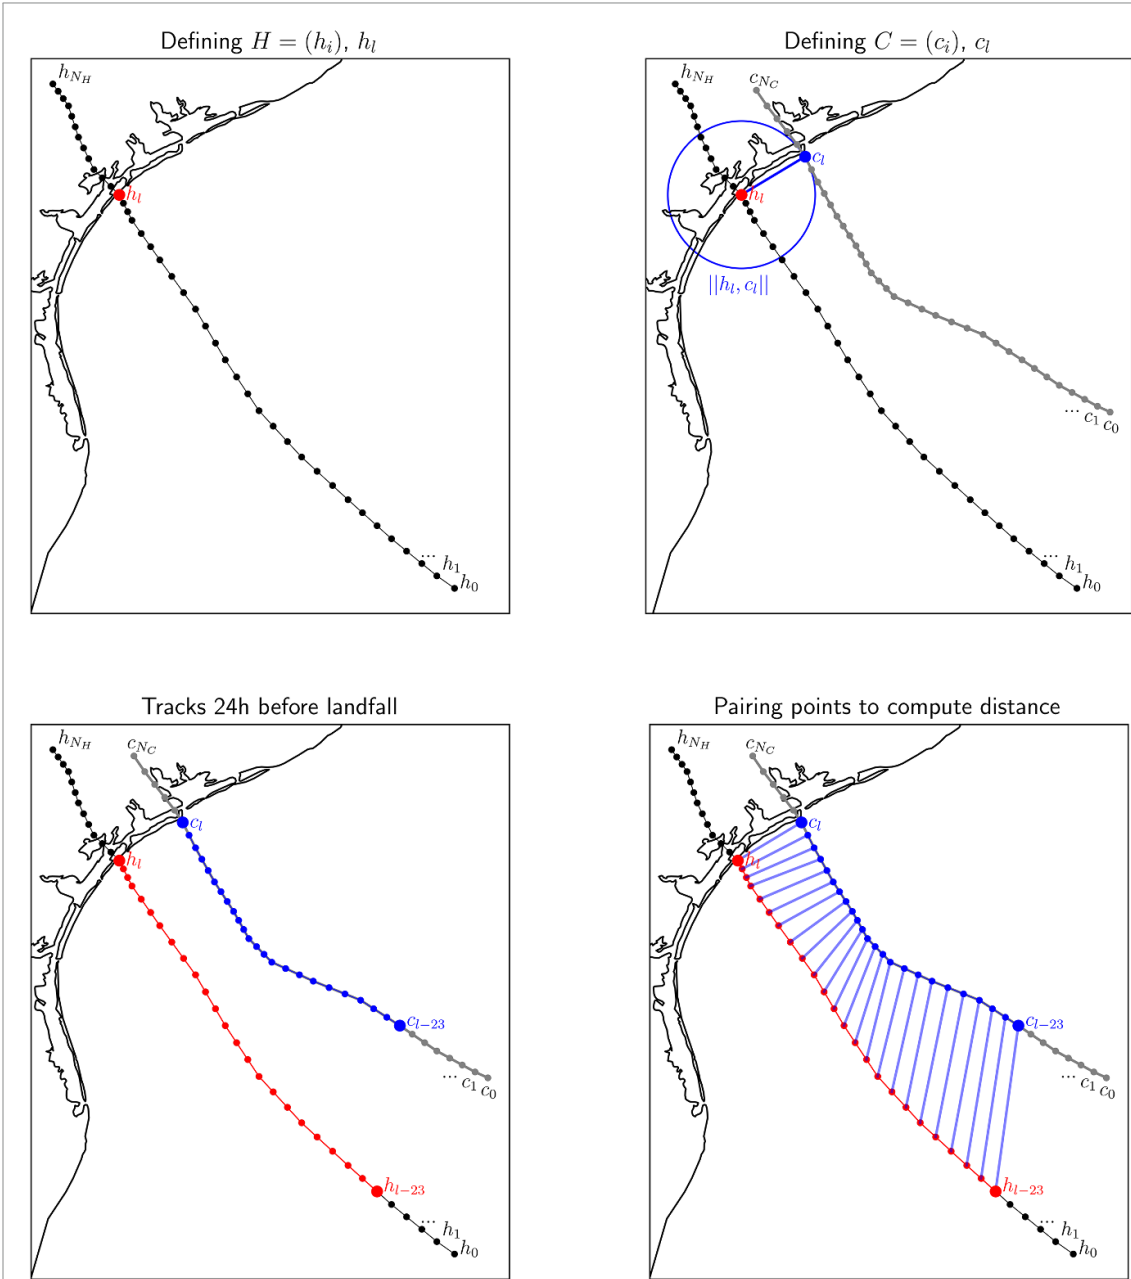 Defining $H = (h_i)$, $h_l$
$h_{N_H}$
$h_l$
... $h_1$
$h_0$
Defining $C = (c_i)$, $c_l$
$h_{N_H}$
$c_{N_C}$
$c_l$
$h_l$
$||h_l, c_l||$
... $c_1$ $c_0$
... $h_1$
$h_0$
Tracks 24h before landfall
$h_{N_H}$
$c_{N_C}$
$c_l$
$h_l$
$c_{l-23}$
... $c_1$ $c_0$
$h_{l-23}$
... $h_1$
$h_0$
Pairing points to compute distance
$h_{N_H}$
$c_{N_C}$
$c_l$
$h_l$
$c_{l-23}$
... $c_1$ $c_0$
$h_{l-23}$
... $h_1$
$h_0$